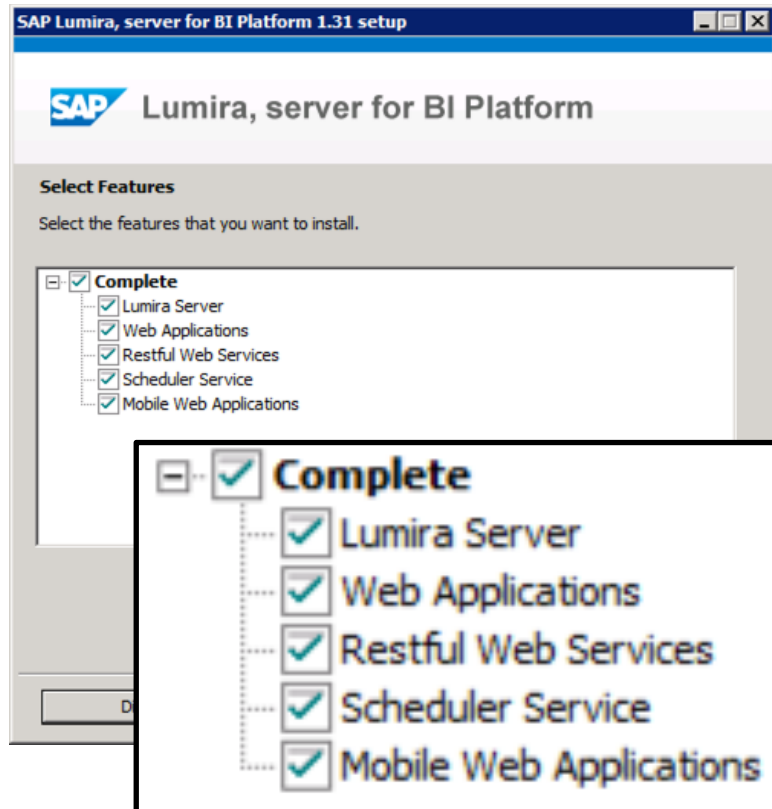 SAP Lumira, server for BI Platform 1.31 setup
SAP Lumira, server for BI Platform
Select Features
Select the features that you want to install.
Complete
Lumira Server
Web Applications
Restful Web Services
Scheduler Service
Mobile Web Applications
Complete
Lumira Server
Web Applications
Restful Web Services
Scheduler Service
Mobile Web Applications